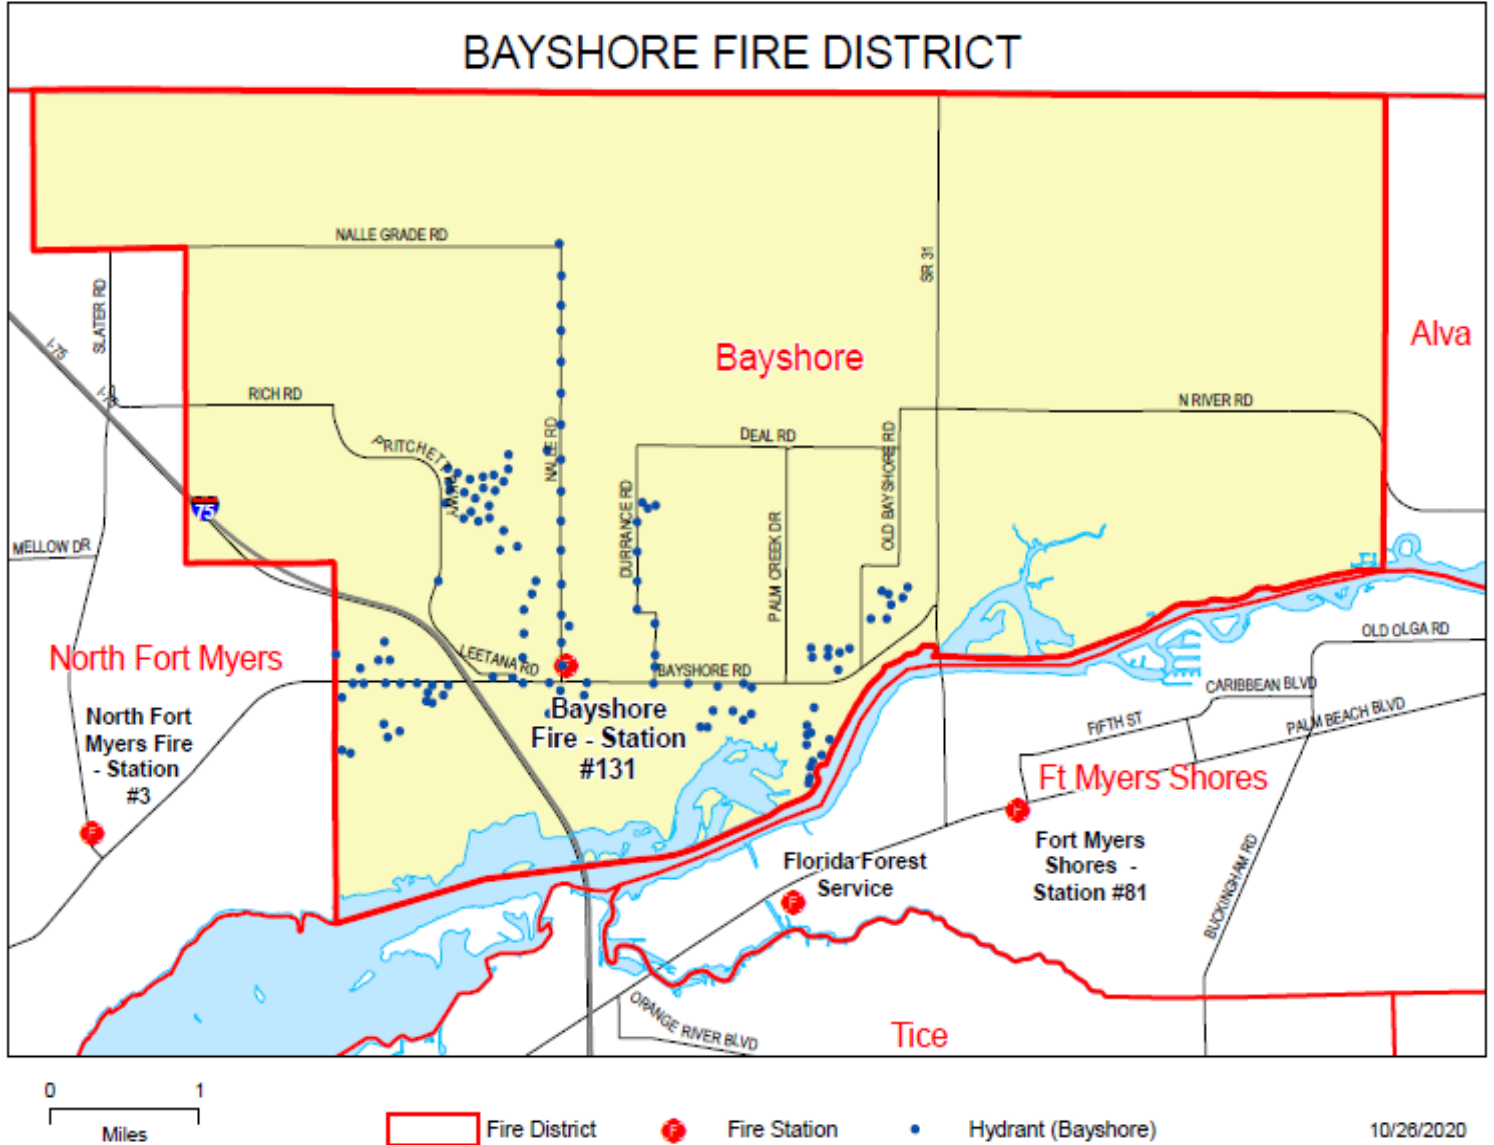 BAYSHORE FIRE DISTRICT
NALLE GRADE RD
SLATER RD
SR 31
I-75
Bayshore
Alva
I-75
RICH RD
N RIVER RD
PRITCHETT PKWY
NALLE RD
DEAL RD
OLD BAYSHORE RD
75
DURRANCE RD
PALM CREEK DR
MELLOW DR
North Fort Myers
LEETANA RD
BAYSHORE RD
OLD OLGA RD
CARIBBEAN BLVD
PALM BEACH BLVD
FIFTH ST
North Fort
Myers Fire
- Station
#3
F
F
Bayshore
Fire - Station
#131
Ft Myers Shores
F
Fort Myers
Shores -
Station #81
Florida Forest
Service
F
BUCKINGHAM RD
ORANGE RIVER BLVD
Tice
0 1
Miles
Fire District
F Fire Station
Hydrant (Bayshore)
10/26/2020